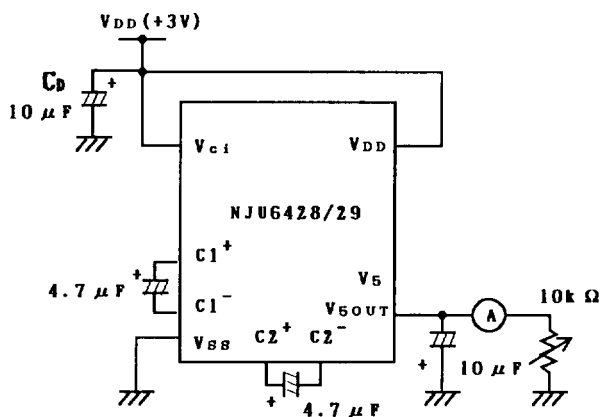 VDD(+3V)
CD
+
10 μF
Vci
VDD
NJU6428/29
C1+
+
4.7 μF
C1-
V5
V5OUT
10k Ω
A
VSS
C2+
C2-
+
10 μF
+
4.7 μF